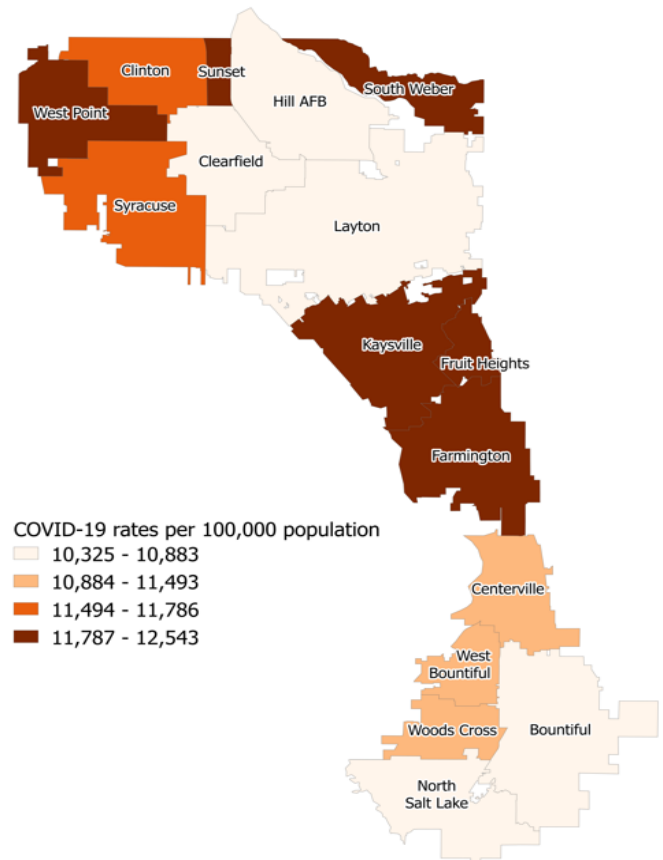 Clinton
Sunset
South Weber
Hill AFB
West Point
Clearfield
Syracuse
Layton
Kaysville
Fruit Heights
Farmington
COVID-19 rates per 100,000 population
10,325 - 10,883
10,884 - 11,493
11,494 - 11,786
11,787 - 12,543
Centerville
West
Bountiful
Woods Cross
Bountiful
North
Salt Lake